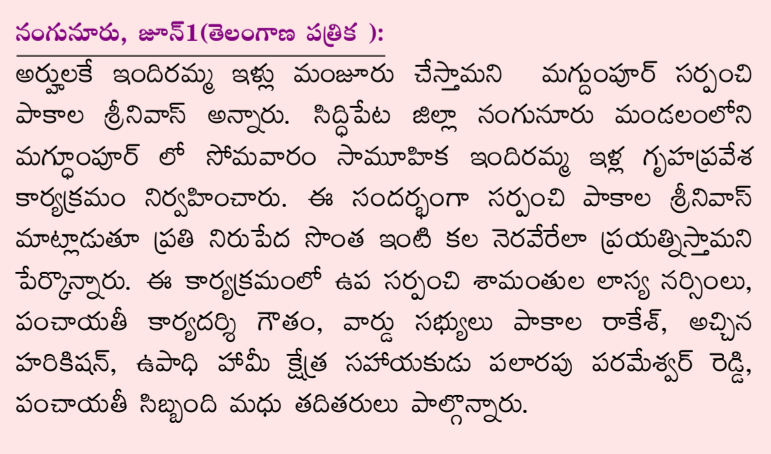 నంగునూరు, జూన్1(తెలంగాణ పత్రిక ):
అర్హులకే ఇందిరమ్మ ఇళ్లు మంజూరు చేస్తామని మగ్దుంపూర్ సర్పంచి
పాకాల శ్రీనివాస్ అన్నారు. సిద్ధిపేట జిల్లా నంగునూరు మండలంలోని
మగ్ధూంపూర్ లో సోమవారం సామూహిక ఇందిరమ్మ ఇళ్ల గృహప్రవేశ
కార్యక్రమం నిర్వహించారు. ఈ సందర్భంగా సర్పంచి పాకాల శ్రీనివాస్
మాట్లాడుతూ ప్రతి నిరుపేద సొంత ఇంటి కల నెరవేరేలా ప్రయత్నిస్తామని
పేర్కొన్నారు. ఈ కార్యక్రమంలో ఉప సర్పంచి శామంతుల లాస్య నర్సింలు,
పంచాయతీ కార్యదర్శి గౌతం, వార్డు సభ్యులు పాకాల రాకేశ్, అచ్చిన
హరికిషన్, ఉపాధి హామీ క్షేత్ర సహాయకుడు పలారపు పరమేశ్వర్ రెడ్డి,
పంచాయతీ సిబ్బంది మధు తదితరులు పాల్గొన్నారు.